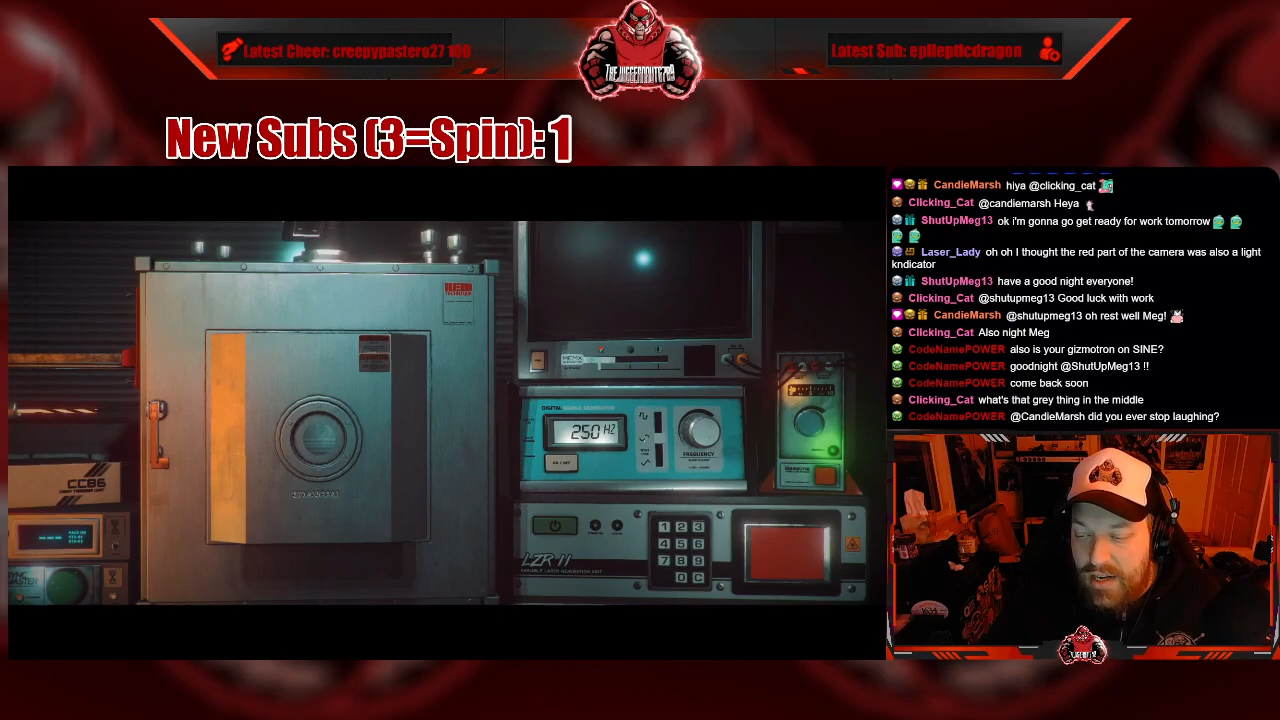 Latest Cheer: creepypastero27 100
THEJUGGERNAUT6789
Latest Sub: epilepticdragon
New Subs (3=Spin): 1
CandieMarsh hiya @clicking_cat
Clicking_Cat @candiemarsh Heya
ShutUpMeg13 ok i'm gonna go get ready for work tomorrow
Laser_Lady oh oh I thought the red part of the camera was also a light
kndicator
ShutUpMeg13 have a good night everyone!
Clicking_Cat @shutupmeg13 Good luck with work
CandieMarsh @shutupmeg13 oh rest well Meg!
Clicking_Cat Also night Meg
CodeNamePOWER also is your gizmotron on SINE?
CodeNamePOWER goodnight @ShutUpMeg13 !!
CodeNamePOWER come back soon
Clicking_Cat what's that grey thing in the middle
CodeNamePOWER @CandieMarsh did you ever stop laughing?
MEMX
250 HZ
ON / OFF
FREQUENCY
CC86
LZR II
1 2 3
4 5 6
7 8 9
0 C